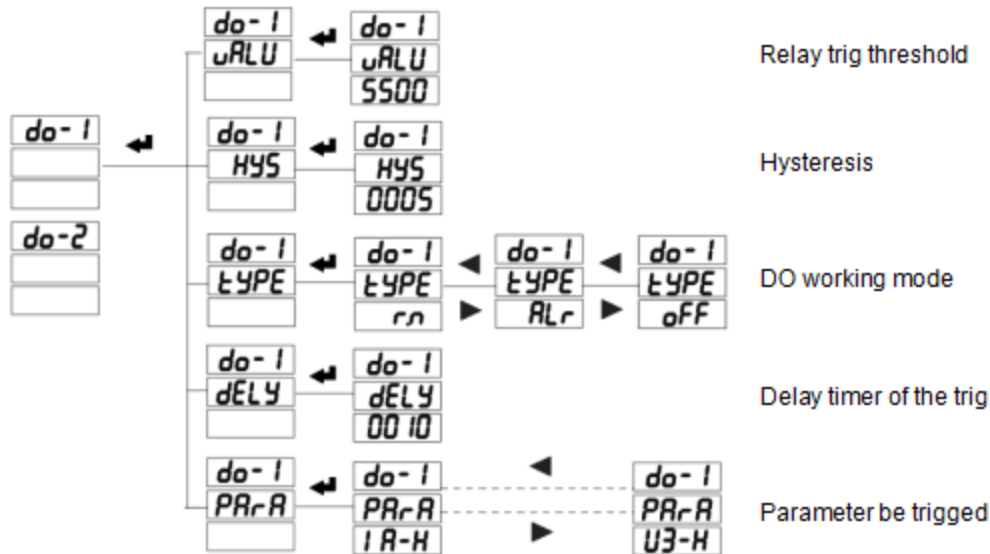 do-1 do-1
vALU vALU Relay trig threshold
5500
do-1 do-1 do-1
HYS HYS Hysteresis
0005
do-2
do-1 do-1 do-1 do-1
tYPE tYPE tYPE tYPE DO working mode
rn ALr oFF
do-1 do-1
dELY dELY Delay timer of the trig
0010
do-1 do-1 do-1
PArA PArA PArA Parameter be trigged
IA-H U3-H